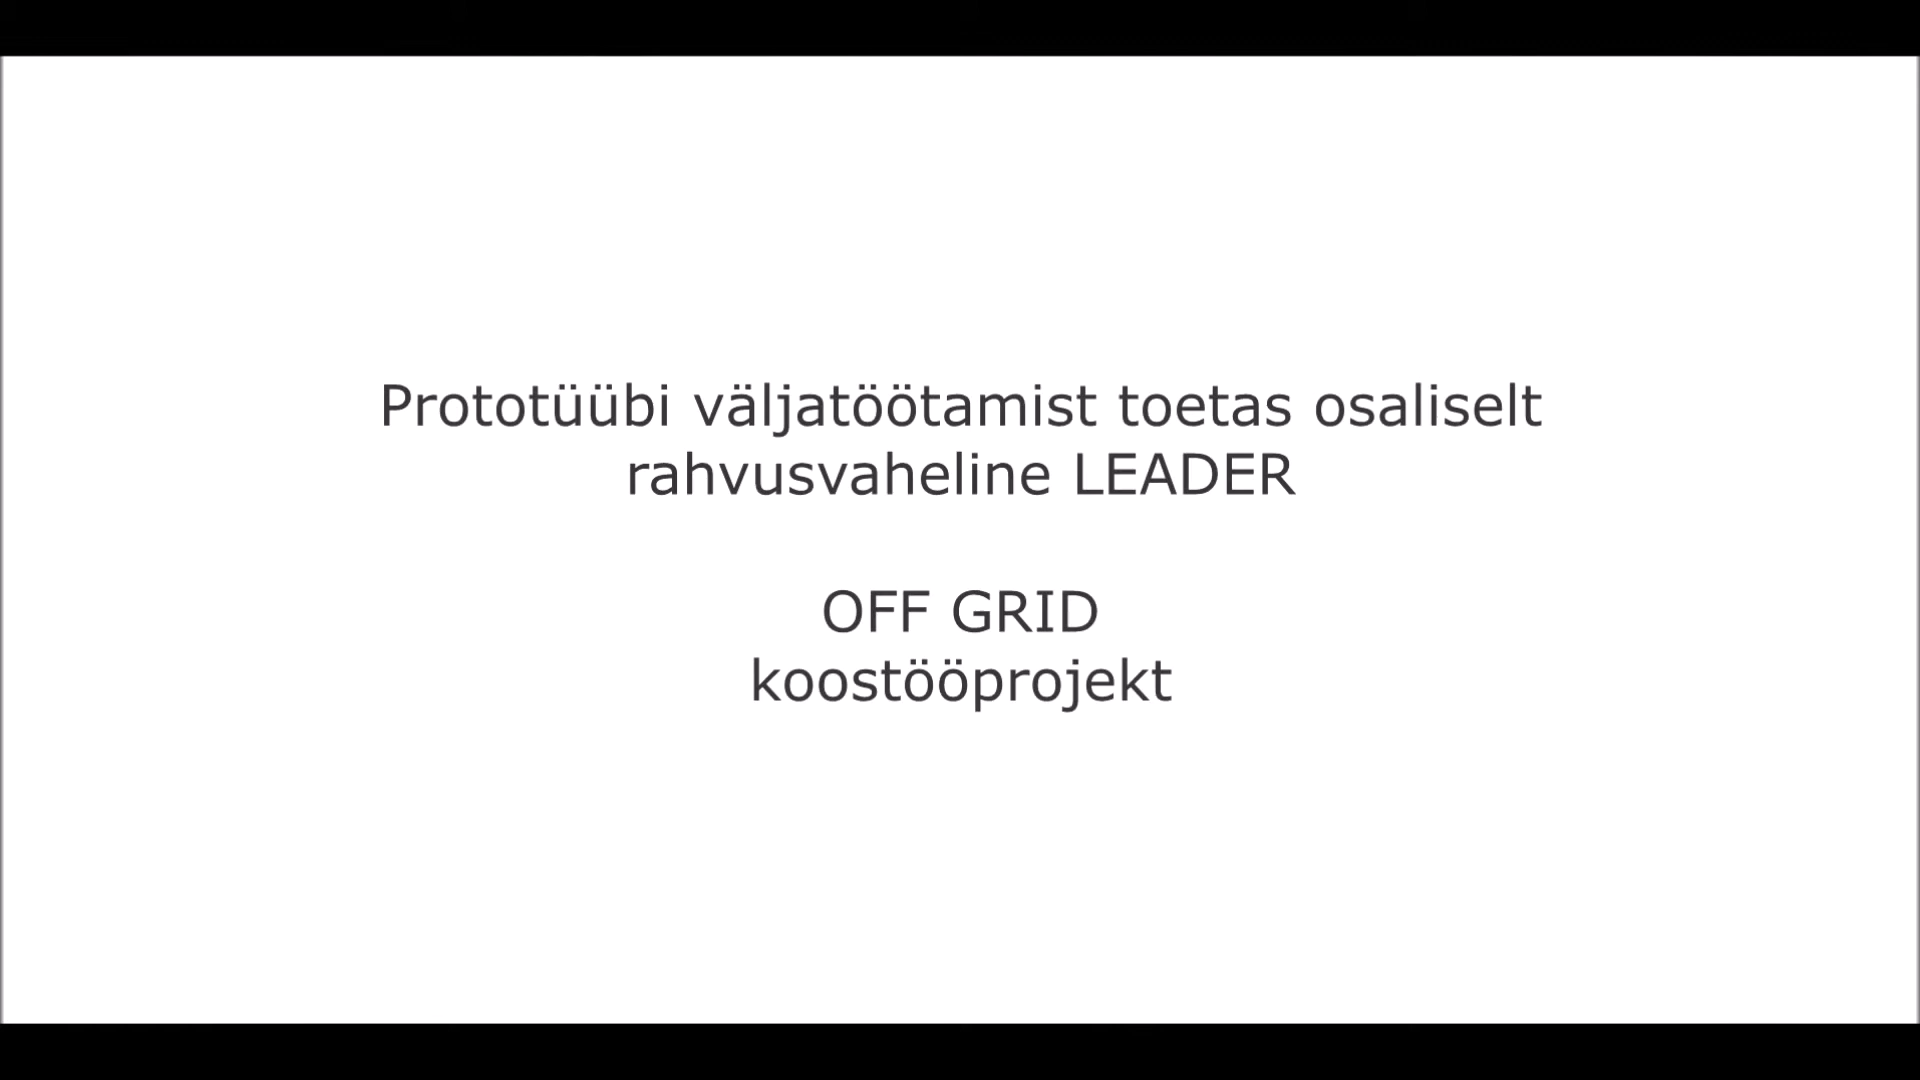 Prototüübi väljatöötamist toetas osaliselt
rahvusvaheline LEADER
OFF GRID
koostööprojekt